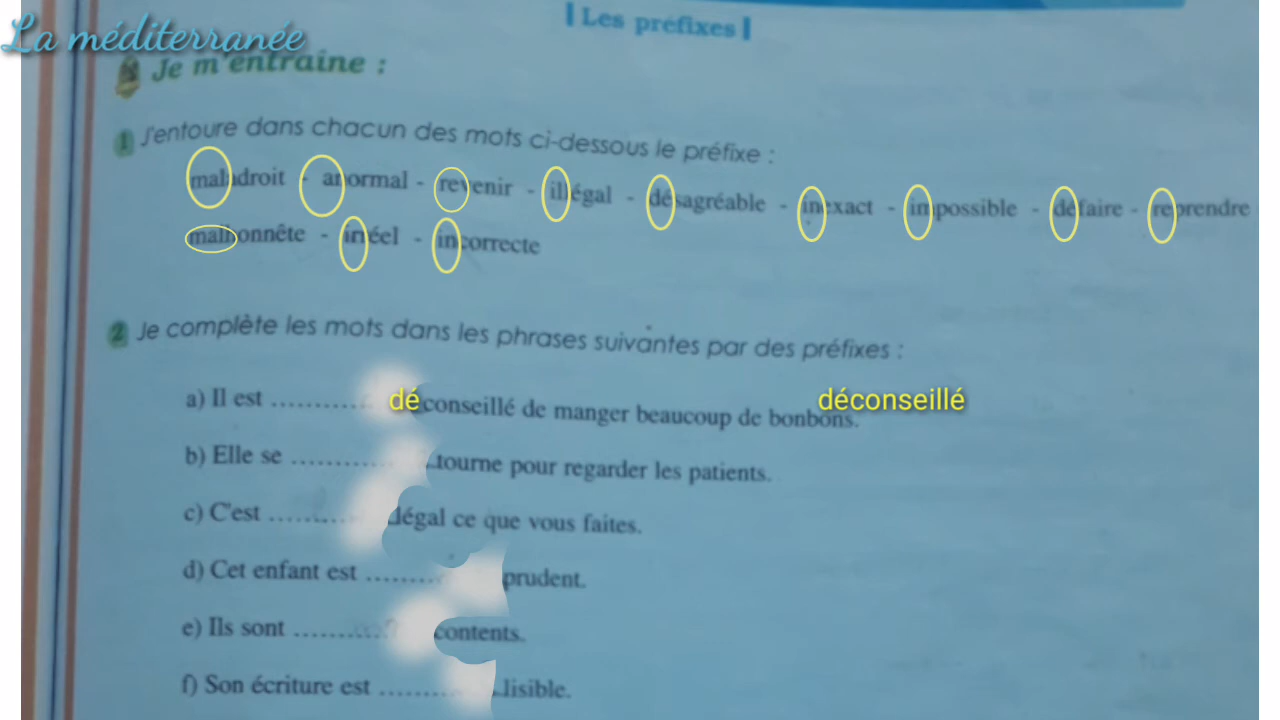 La méditerranée
Les préfixes
Je m'entraîne :
1 J'entoure dans chacun des mots ci-dessous le préfixe :
maladroit - anormal - revenir - illégal - désagréable - inexact - impossible - défaire - reprendre
malhonnête - irréel - incorrecte
2 Je complète les mots dans les phrases suivantes par des préfixes :
a) Il est ........... déconseillé de manger beaucoup de bonbons. déconseillé
b) Elle se ........... tourne pour regarder les patients.
c) C'est ........... légal ce que vous faites.
d) Cet enfant est ........ prudent.
e) Ils sont ........... contents.
f) Son écriture est ........... lisible.